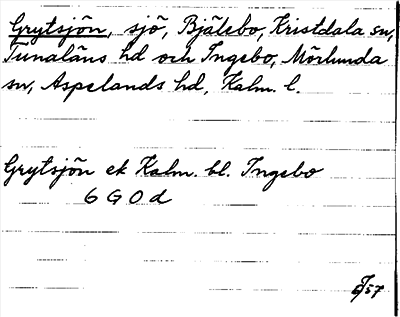 Grytsjön, sjö, Bjälebo, Kristdala sn,
Tunaläns hd och Ingebo, Mörlunda
sn, Aspelands hd, Kalm. l.
Grytsjön ek Kalm. bl. Ingebo
6 G 0 d
57